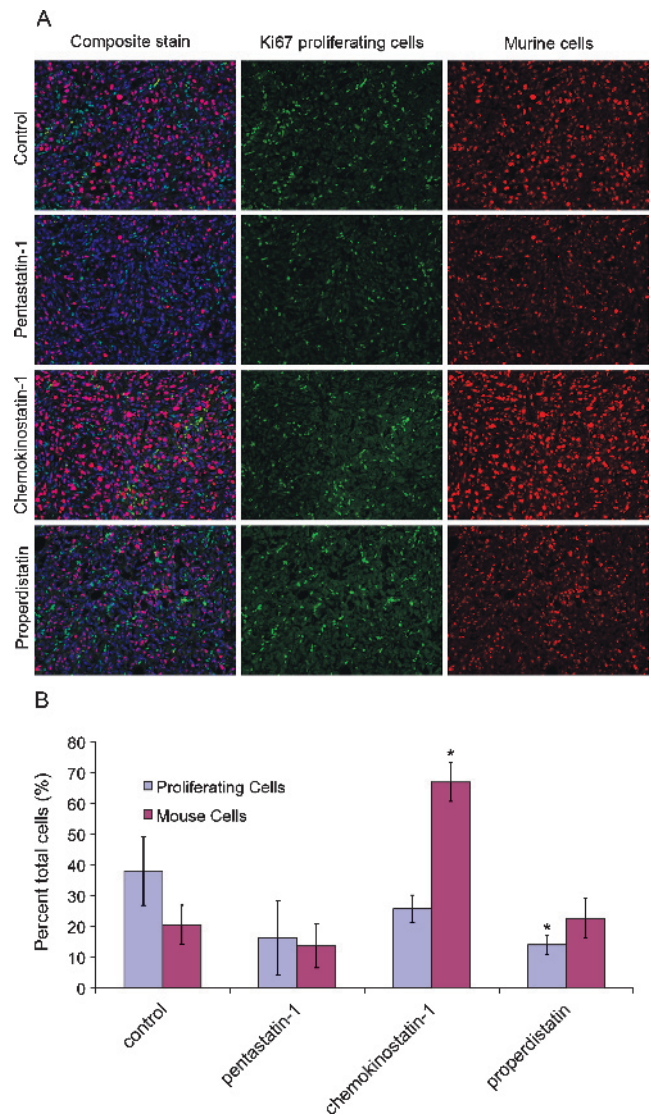 A
Composite stain
Ki67 proliferating cells
Murine cells
Control
Pentastatin-1
Chemokinostatin-1
Properdistatin
B
Percent total cells (%)
80
70
60
50
40
30
20
10
0
Proliferating Cells
Mouse Cells
*
*
control
pentastatin-1
chemokinostatin-1
properdistatin